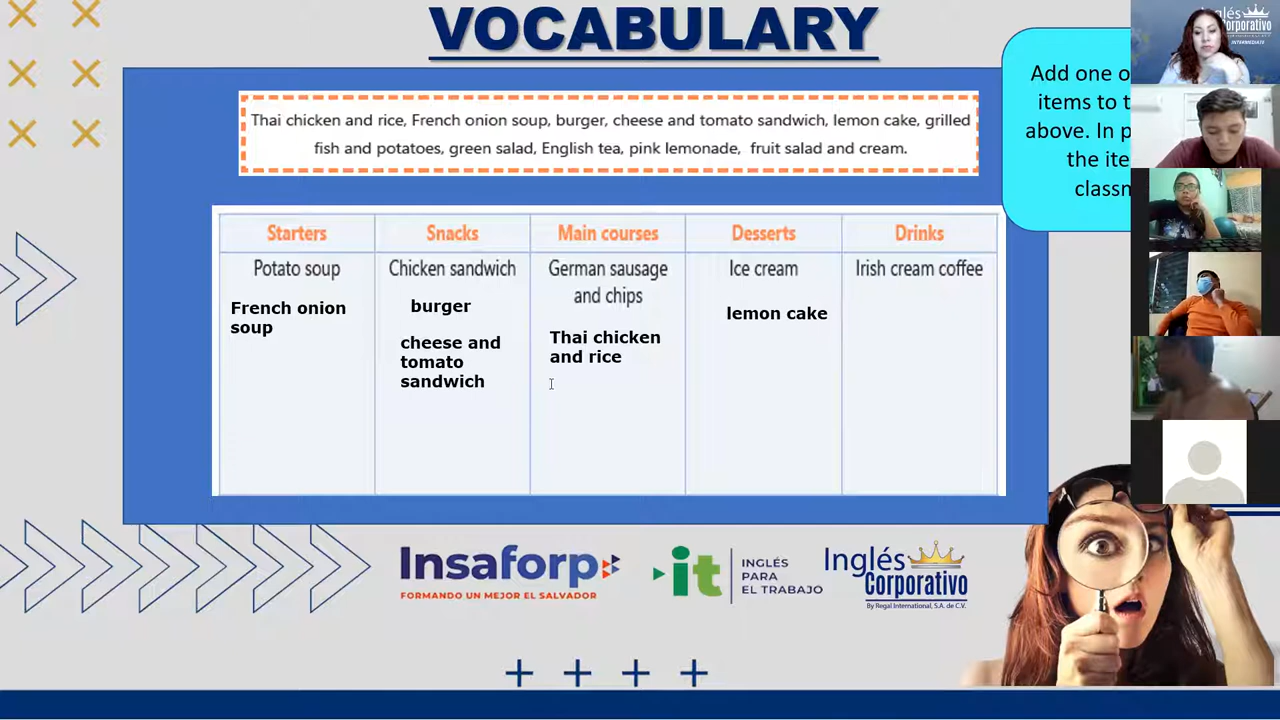 VOCABULARY
Thai chicken and rice, French onion soup, burger, cheese and tomato sandwich, lemon cake, grilled
fish and potatoes, green salad, English tea, pink lemonade, fruit salad and cream.
Add one o
items to t
above. In p
the ite
classr
Starters
Snacks
Main courses
Desserts
Drinks
Potato soup
Chicken sandwich
German sausage
and chips
Ice cream
Irish cream coffee
French onion
soup
burger
cheese and
tomato
sandwich
Thai chicken
and rice
lemon cake
Insaforp
FORMANDO UN MEJOR EL SALVADOR
it
INGLÉS
PARA
EL TRABAJO
Inglés
Corporativo
By Regal International, S.A. de C.V.
Inglés
Corporativo
INTERMEDIATE